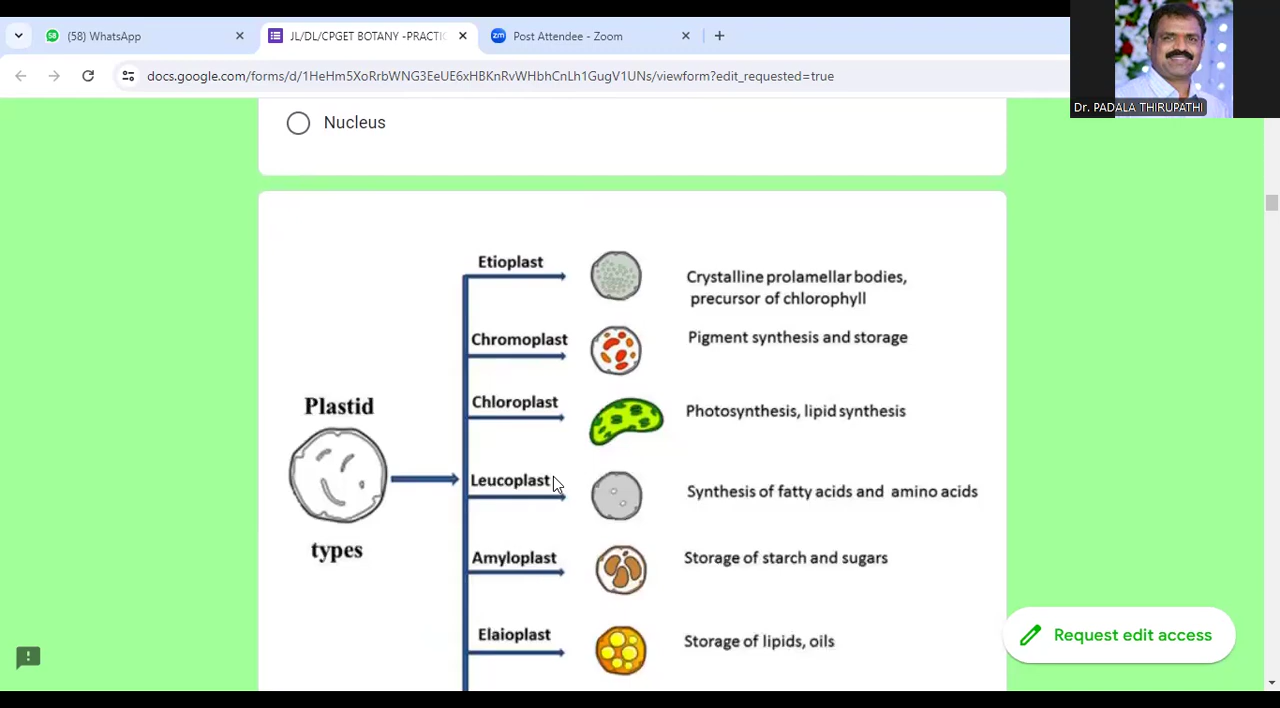 58
(58) WhatsApp
JL/DL/CPGET BOTANY -PRACTIC
zm
Post Attendee - Zoom
docs.google.com/forms/d/1HeHm5XoRrbWNG3EeUE6xHBKnRvWHbhCnLh1GugV1UNs/viewform?edit_requested=true
Dr. PADALA THIRUPATHI
Nucleus
Etioplast
Crystalline prolamellar bodies,
precursor of chlorophyll
Chromoplast
Pigment synthesis and storage
Chloroplast
Photosynthesis, lipid synthesis
Plastid
types
Leucoplast
Synthesis of fatty acids and amino acids
Amyloplast
Storage of starch and sugars
Elaioplast
Storage of lipids, oils
Request edit access